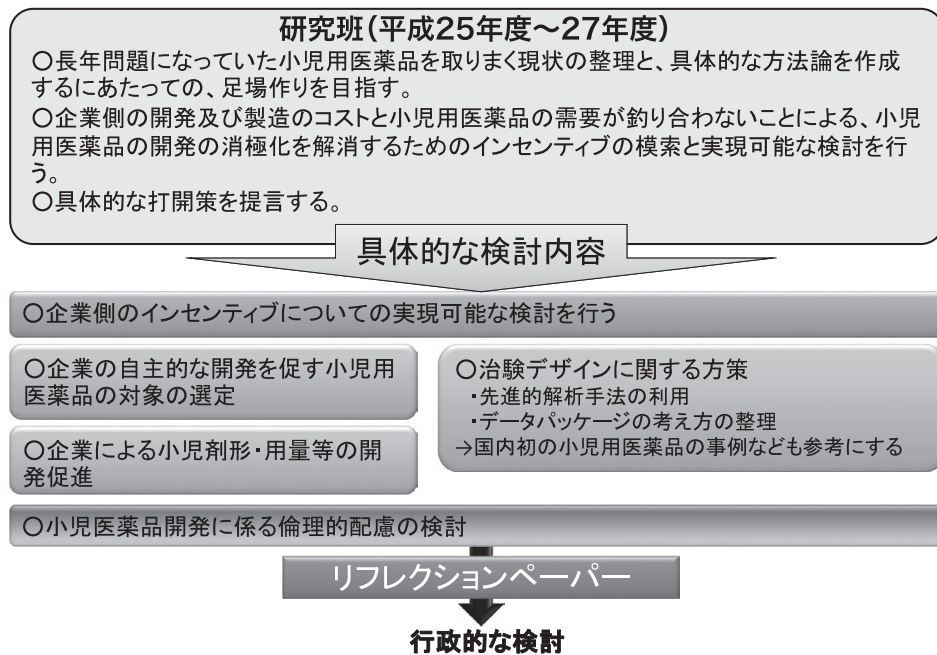 研究班(平成25年度～27年度)
○長年問題になっていた小児用医薬品を取りまく現状の整理と、具体的な方法論を作成
するにあたっての、足場作りを目指す。
○企業側の開発及び製造のコストと小児用医薬品の需要が釣り合わないことによる、小児
用医薬品の開発の消極化を解消するためのインセンティブの模索と実現可能な検討を行
う。
○具体的な打開策を提言する。
具体的な検討内容
○企業側のインセンティブについての実現可能な検討を行う
○企業の自主的な開発を促す小児用
医薬品の対象の選定
○企業による小児剤形・用量等の開
発促進
○治験デザインに関する方策
・先進的解析手法の利用
・データパッケージの考え方の整理
→国内初の小児用医薬品の事例なども参考にする
○小児医薬品開発に係る倫理的配慮の検討
リフレクションペーパー
行政的な検討